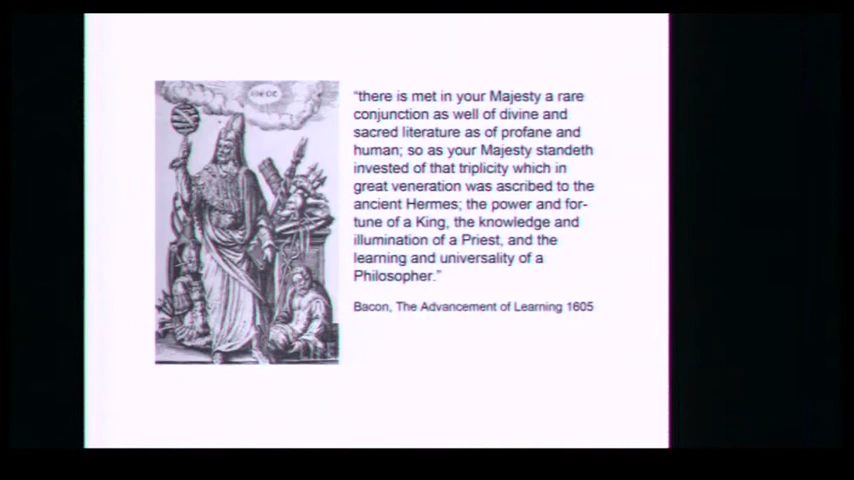 “there is met in your Majesty a rare
conjunction as well of divine and
sacred literature as of profane and
human; so as your Majesty standeth
invested of that triplicity which in
great veneration was ascribed to the
ancient Hermes; the power and for-
tune of a King, the knowledge and
illumination of a Priest, and the
learning and universality of a
Philosopher.”
Bacon, The Advancement of Learning 1605